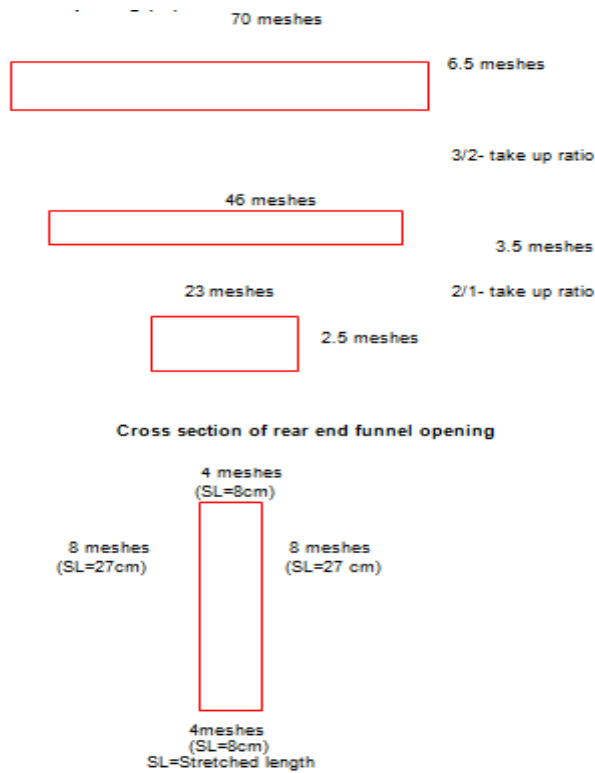 70 meshes
6.5 meshes
3/2- take up ratio
46 meshes
3.5 meshes
23 meshes
2/1- take up ratio
2.5 meshes
Cross section of rear end funnel opening
4 meshes
(SL=8cm)
8 meshes
(SL=27cm)
8 meshes
(SL=27 cm)
4meshes
(SL=8cm)
SL=Stretched length